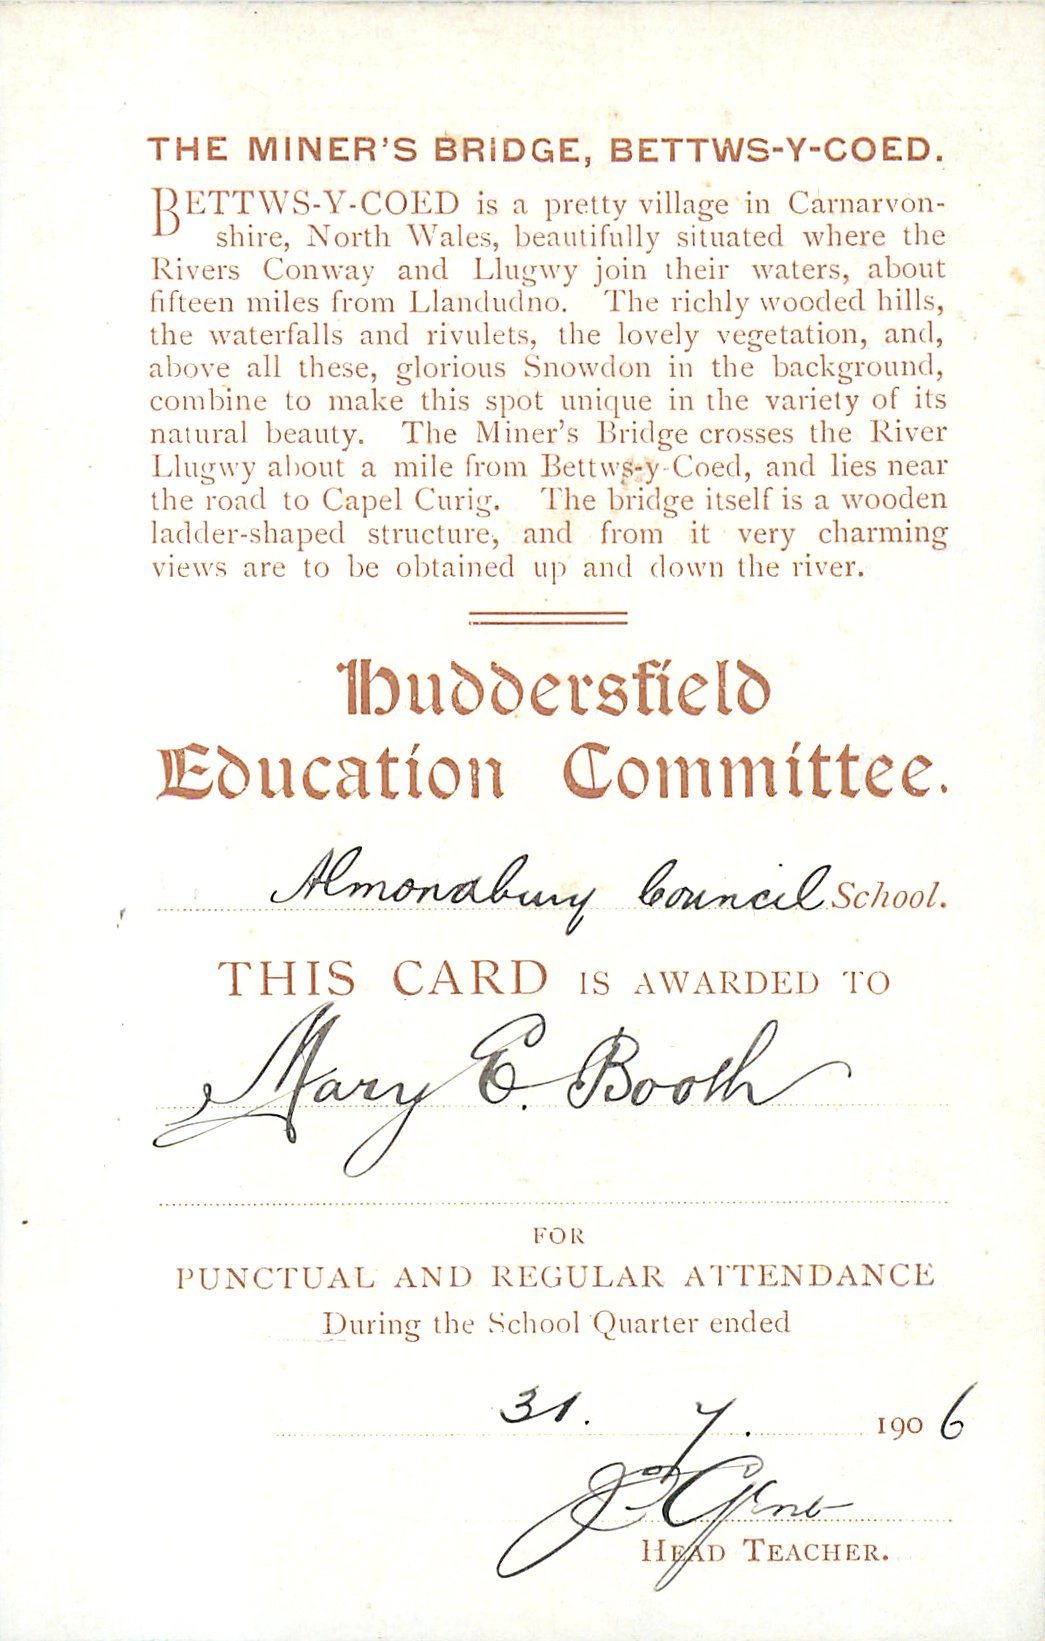 THE MINER'S BRIDGE, BETTWS-Y-COED.
BETTWS-Y-COED is a pretty village in Carnarvon-
shire, North Wales, beautifully situated where the
Rivers Conway and Llugwy join their waters, about
fifteen miles from Llandudno. The richly wooded hills,
the waterfalls and rivulets, the lovely vegetation, and,
above all these, glorious Snowdon in the background,
combine to make this spot unique in the variety of its
natural beauty. The Miner's Bridge crosses the River
Llugwy about a mile from Bettws-y-Coed, and lies near
the road to Capel Curig. The bridge itself is a wooden
ladder-shaped structure, and from it very charming
views are to be obtained up and down the river.
Huddersfield
Education Committee.
Almondbury Council School.
THIS CARD IS AWARDED TO
Mary E. Booth
FOR
PUNCTUAL AND REGULAR ATTENDANCE
During the School Quarter ended
31. 7. 1906
HEAD TEACHER.